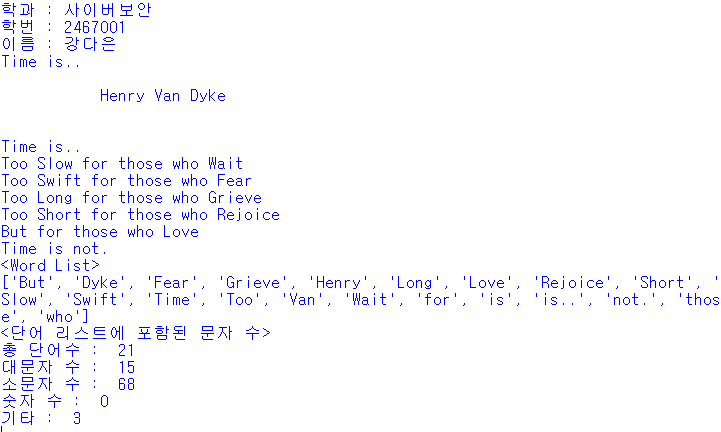 학과 : 사이버보안
학번 : 2467001
이름 : 강다은
Time is..
Henry Van Dyke
Time is..
Too Slow for those who Wait
Too Swift for those who Fear
Too Long for those who Grieve
Too Short for those who Rejoice
But for those who Love
Time is not.
<Word List>
['But', 'Dyke', 'Fear', 'Grieve', 'Henry', 'Long', 'Love', 'Rejoice', 'Short', '
Slow', 'Swift', 'Time', 'Too', 'Van', 'Wait', 'for', 'is', 'is..', 'not.', 'thos
e', 'who']
<단어 리스트에 포함된 문자 수>
총 단어수 :  21
대문자 수 :  15
소문자 수 :  68
숫자 수 :  0
기타 :  3